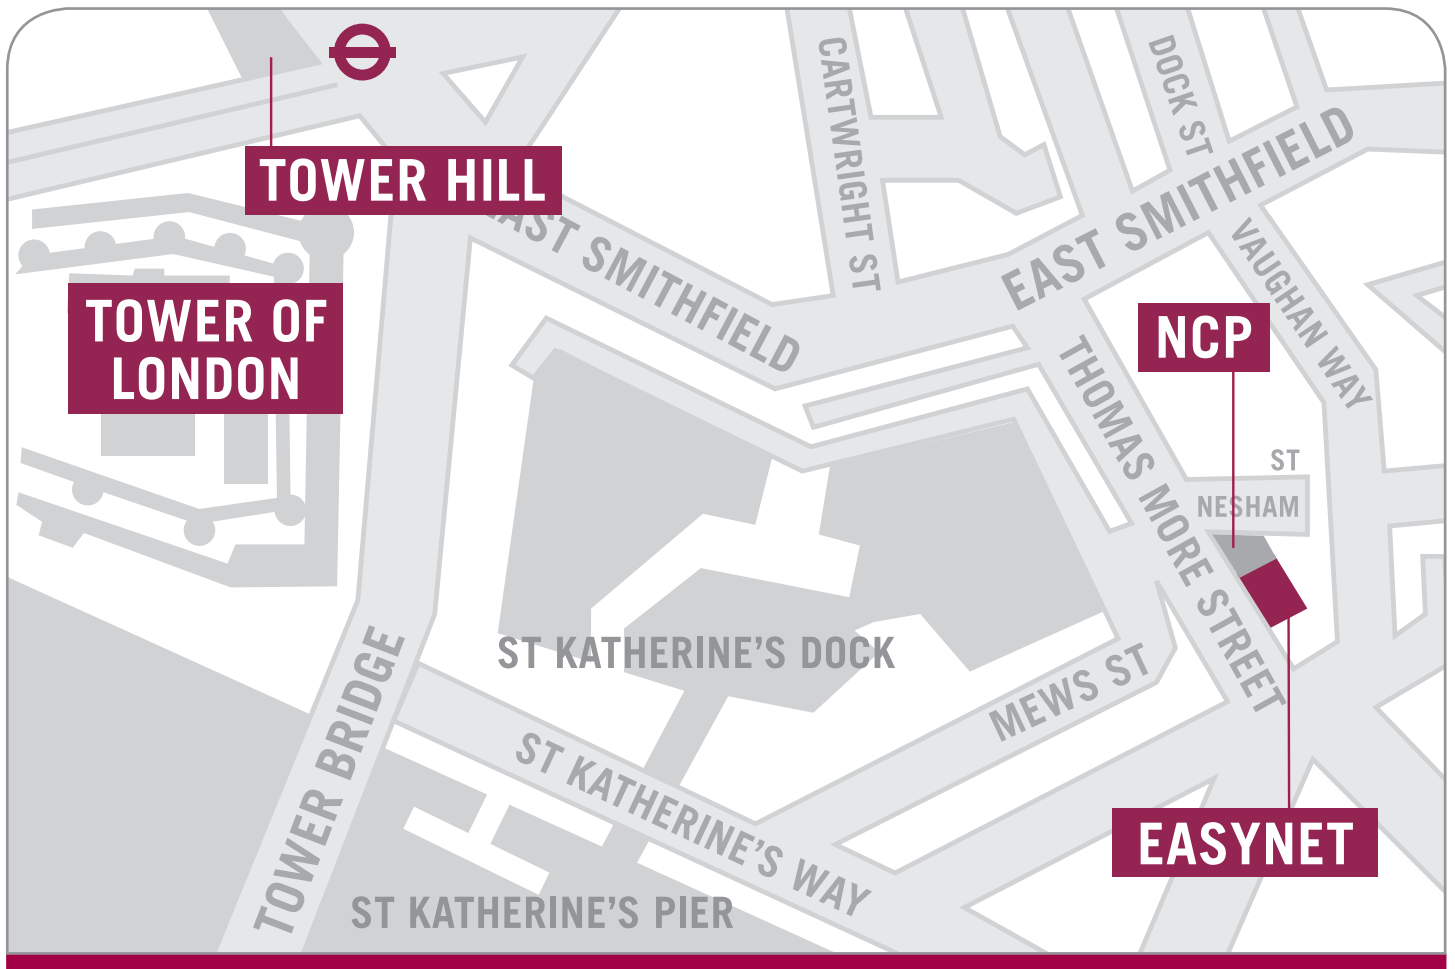 CARTWRIGHT ST
DOCK ST
TOWER HILL
EAST SMITHFIELD
EAST SMITHFIELD
VAUGHAN WAY
TOWER OF
LONDON
NCP
THOMAS MORE STREET
ST
NESHAM
ST KATHERINE’S DOCK
MEWS ST
TOWER BRIDGE
ST KATHERINE’S WAY
EASYNET
ST KATHERINE’S PIER